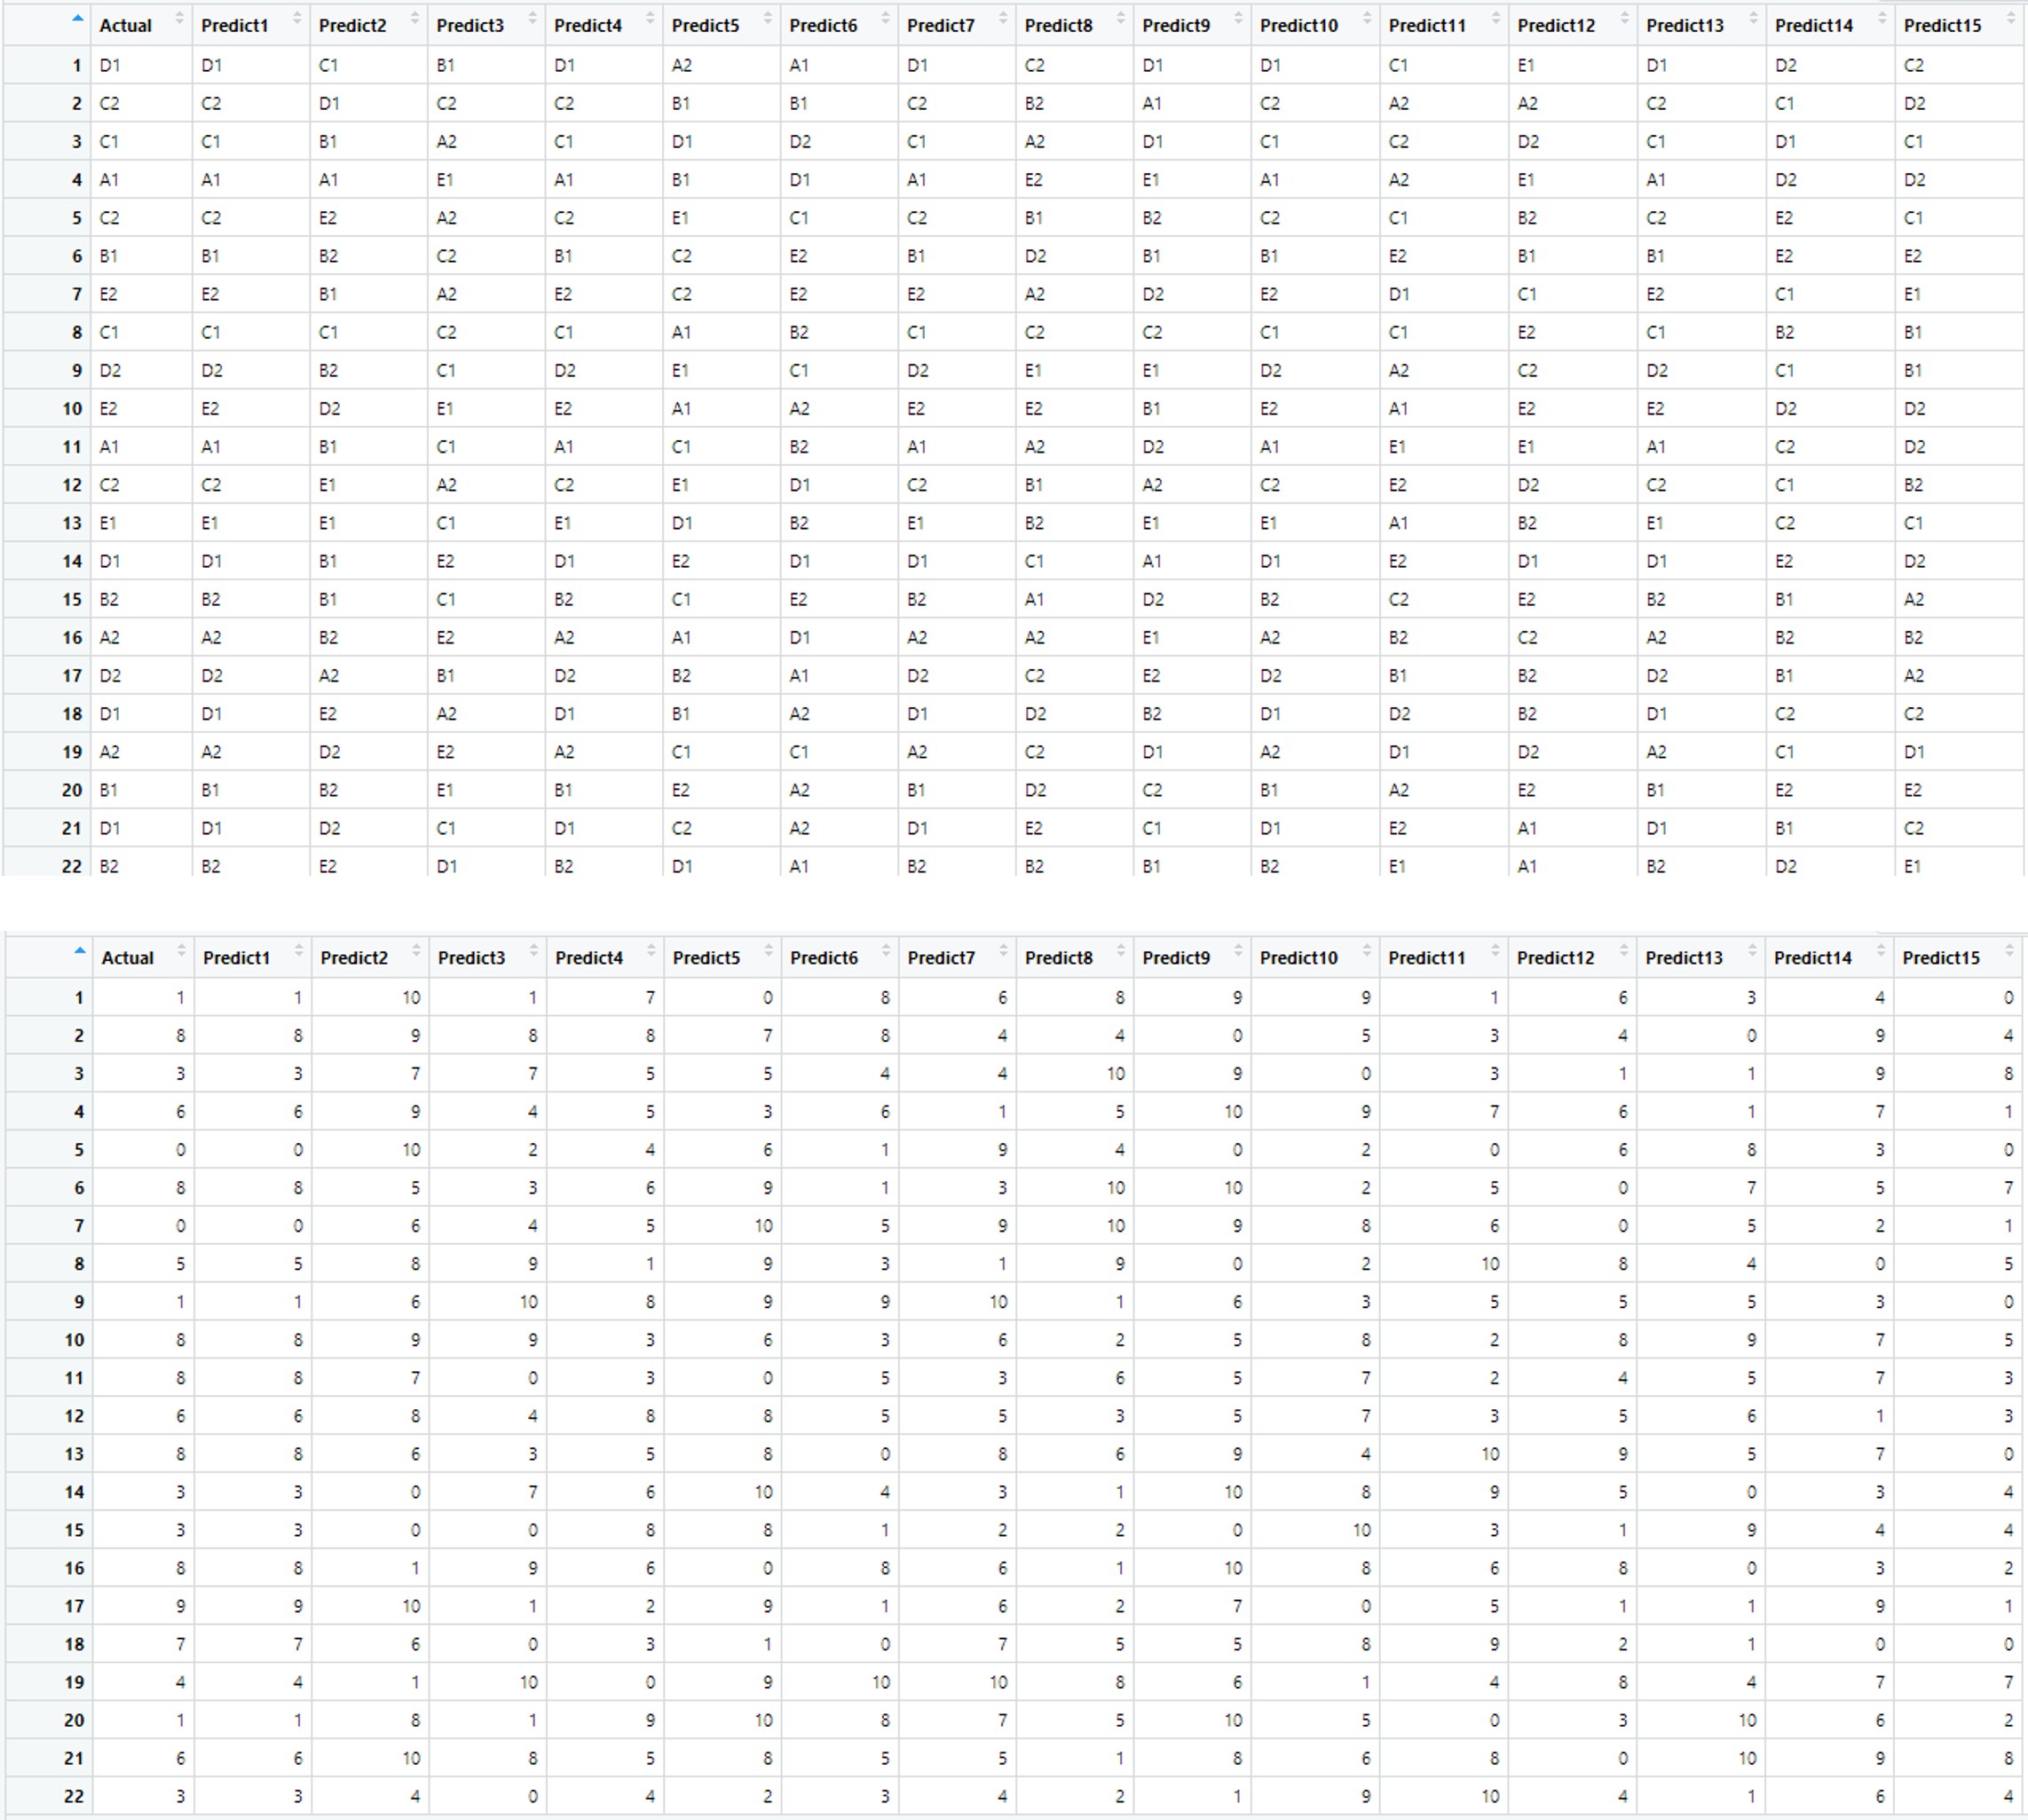 Actual Predict1 Predict2 Predict3 Predict4 Predict5 Predict6 Predict7 Predict8 Predict9 Predict10 Predict11 Predict12 Predict13 Predict14 Predict15
1 D1 D1 C1 B1 D1 A2 A1 D1 C2 D1 D1 C1 E1 D1 D2 C2
2 C2 C2 D1 C2 C2 B1 B1 C2 B2 A1 C2 A2 A2 C2 C1 D2
3 C1 C1 B1 A2 C1 D1 D2 C1 A2 D1 C1 C2 D2 C1 D1 C1
4 A1 A1 A1 E1 A1 B1 D1 A1 E2 E1 A1 A2 E1 A1 D2 D2
5 C2 C2 E2 A2 C2 E1 C1 C2 B1 B2 C2 C1 B2 C2 E2 C1
6 B1 B1 B2 C2 B1 C2 E2 B1 D2 B1 B1 E2 B1 B1 E2 E2
7 E2 E2 B1 A2 E2 C2 E2 E2 A2 D2 E2 D1 C1 E2 C1 E1
8 C1 C1 C1 C2 C1 A1 B2 C1 C2 C2 C1 C1 E2 C1 B2 B1
9 D2 D2 B2 C1 D2 E1 C1 D2 E1 E1 D2 A2 C2 D2 C1 B1
10 E2 E2 D2 E1 E2 A1 A2 E2 E2 B1 E2 A1 E2 E2 D2 D2
11 A1 A1 B1 C1 A1 C1 B2 A1 A2 D2 A1 E1 E1 A1 C2 D2
12 C2 C2 E1 A2 C2 E1 D1 C2 B1 A2 C2 E2 D2 C2 C1 B2
13 E1 E1 E1 C1 E1 D1 B2 E1 B2 E1 E1 A1 B2 E1 C2 C1
14 D1 D1 B1 E2 D1 E2 D1 D1 C1 A1 D1 E2 D1 D1 E2 D2
15 B2 B2 B1 C1 B2 C1 E2 B2 A1 D2 B2 C2 E2 B2 B1 A2
16 A2 A2 B2 E2 A2 A1 D1 A2 A2 E1 A2 B2 C2 A2 B2 B2
17 D2 D2 A2 B1 D2 B2 A1 D2 C2 E2 D2 B1 B2 D2 B1 A2
18 D1 D1 E2 A2 D1 B1 A2 D1 D2 B2 D1 D2 B2 D1 C2 C2
19 A2 A2 D2 E2 A2 C1 C1 A2 C2 D1 A2 D1 D2 A2 C1 D1
20 B1 B1 B2 E1 B1 E2 A2 B1 D2 C2 B1 A2 E2 B1 E2 E2
21 D1 D1 D2 C1 D1 C2 A2 D1 E2 C1 D1 E2 A1 D1 B1 C2
22 B2 B2 E2 D1 B2 D1 A1 B2 B2 B1 B2 E1 A1 B2 D2 E1
Actual Predict1 Predict2 Predict3 Predict4 Predict5 Predict6 Predict7 Predict8 Predict9 Predict10 Predict11 Predict12 Predict13 Predict14 Predict15
1 1 1 10 1 7 0 8 6 8 9 9 1 6 3 4 0
2 8 8 9 8 8 7 8 4 4 0 5 3 4 0 9 4
3 3 3 7 7 5 5 4 4 10 9 0 3 1 1 9 8
4 6 6 9 4 5 3 6 1 5 10 9 7 6 1 7 1
5 0 0 10 2 4 6 1 9 4 0 2 0 6 8 3 0
6 8 8 5 3 6 9 1 3 10 10 2 5 0 7 5 7
7 0 0 6 4 5 10 5 9 10 9 8 6 0 5 2 1
8 5 5 8 9 1 9 3 1 9 0 2 10 8 4 0 5
9 1 1 6 10 8 9 9 10 1 6 3 5 5 5 3 0
10 8 8 9 9 3 6 3 6 2 5 8 2 8 9 7 5
11 8 8 7 0 3 0 5 3 6 5 7 2 4 5 7 3
12 6 6 8 4 8 8 5 5 3 5 7 3 5 6 1 3
13 8 8 6 3 5 8 0 8 6 9 4 10 9 5 7 0
14 3 3 0 7 6 10 4 3 1 10 8 9 5 0 3 4
15 3 3 0 0 8 8 1 2 2 0 10 3 1 9 4 4
16 8 8 1 9 6 0 8 6 1 10 8 6 8 0 3 2
17 9 9 10 1 2 9 1 6 2 7 0 5 1 1 9 1
18 7 7 6 0 3 1 0 7 5 5 8 9 2 1 0 0
19 4 4 1 10 0 9 10 10 8 6 1 4 8 4 7 7
20 1 1 8 1 9 10 8 7 5 10 5 0 3 10 6 2
21 6 6 10 8 5 8 5 5 1 8 6 8 0 10 9 8
22 3 3 4 0 4 2 3 4 2 1 9 10 4 1 6 4